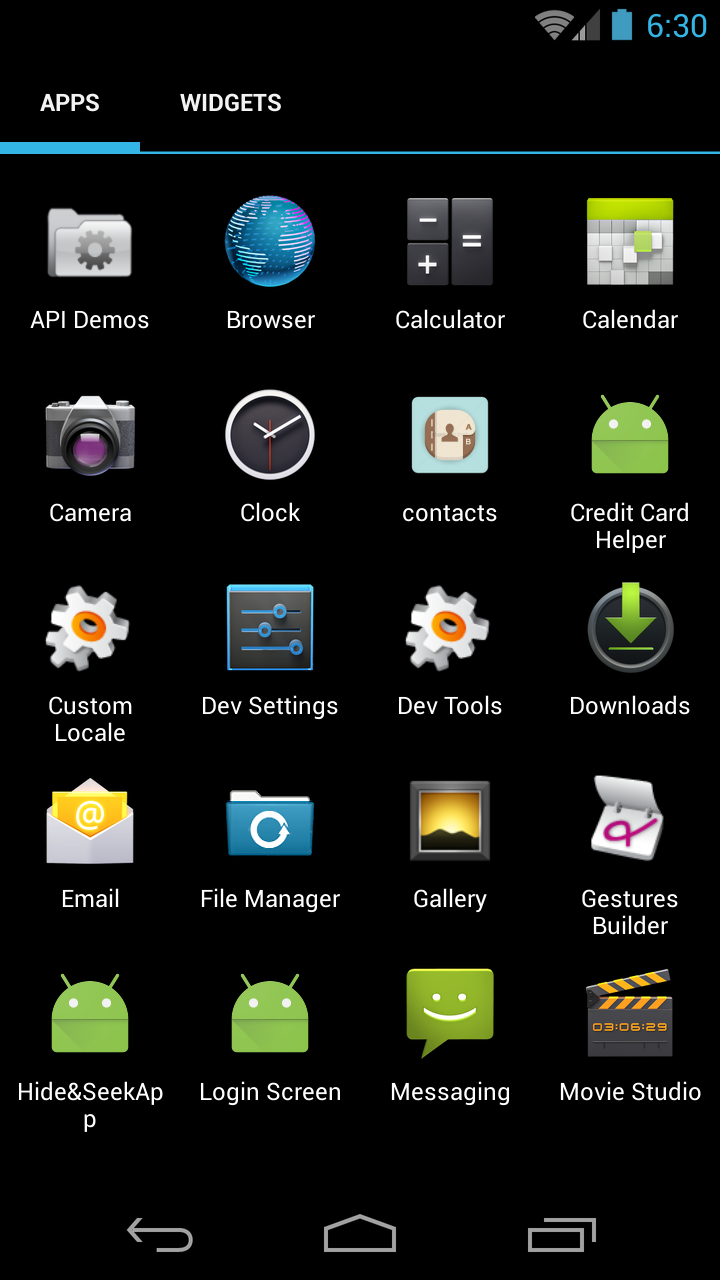 6:30
APPS WIDGETS
API Demos Browser Calculator Calendar
Camera Clock contacts Credit Card
Helper
Custom Dev Settings Dev Tools Downloads
Locale
Email File Manager Gallery Gestures
Builder
03:06:29
Hide&SeekAp Login Screen Messaging Movie Studio
p